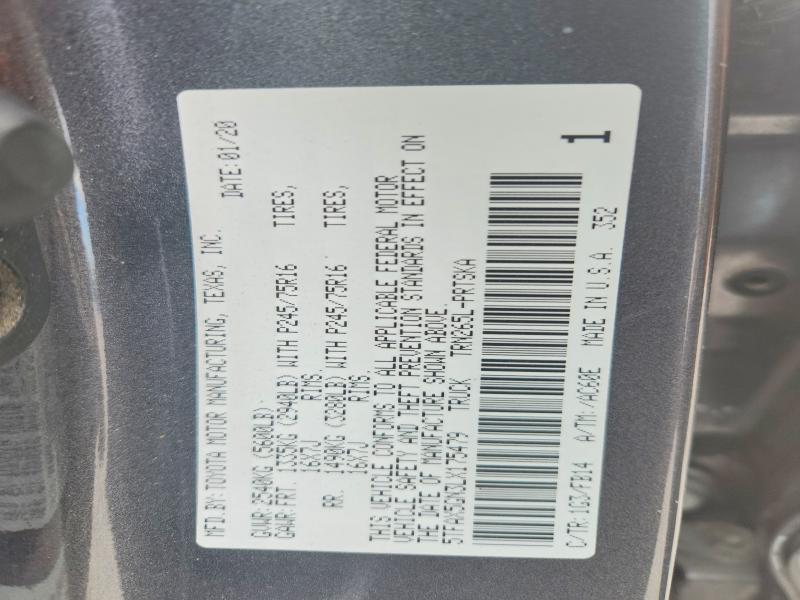 MFD.BY:TOYOTA MOTOR MANUFACTURING, TEXAS, INC. DATE:01/20
GVWR:2540KG (5600LB)
GAWR:FRT. 1335KG (2940LB) WITH P245/75R16 TIRES,
16X7J RIMS.
RR. 1490KG (3280LB) WITH P245/75R16 TIRES,
16X7J RIMS.
THIS VEHICLE CONFORMS TO ALL APPLICABLE FEDERAL MOTOR
VEHICLE SAFETY AND THEFT PREVENTION STANDARDS IN EFFECT ON
THE DATE OF MANUFACTURE SHOWN ABOVE.
TRUCK TRN265L-PRTSKA
C/TR:1G3/FB14 A/TM:/AC60E MADE IN U.S.A. 352
1